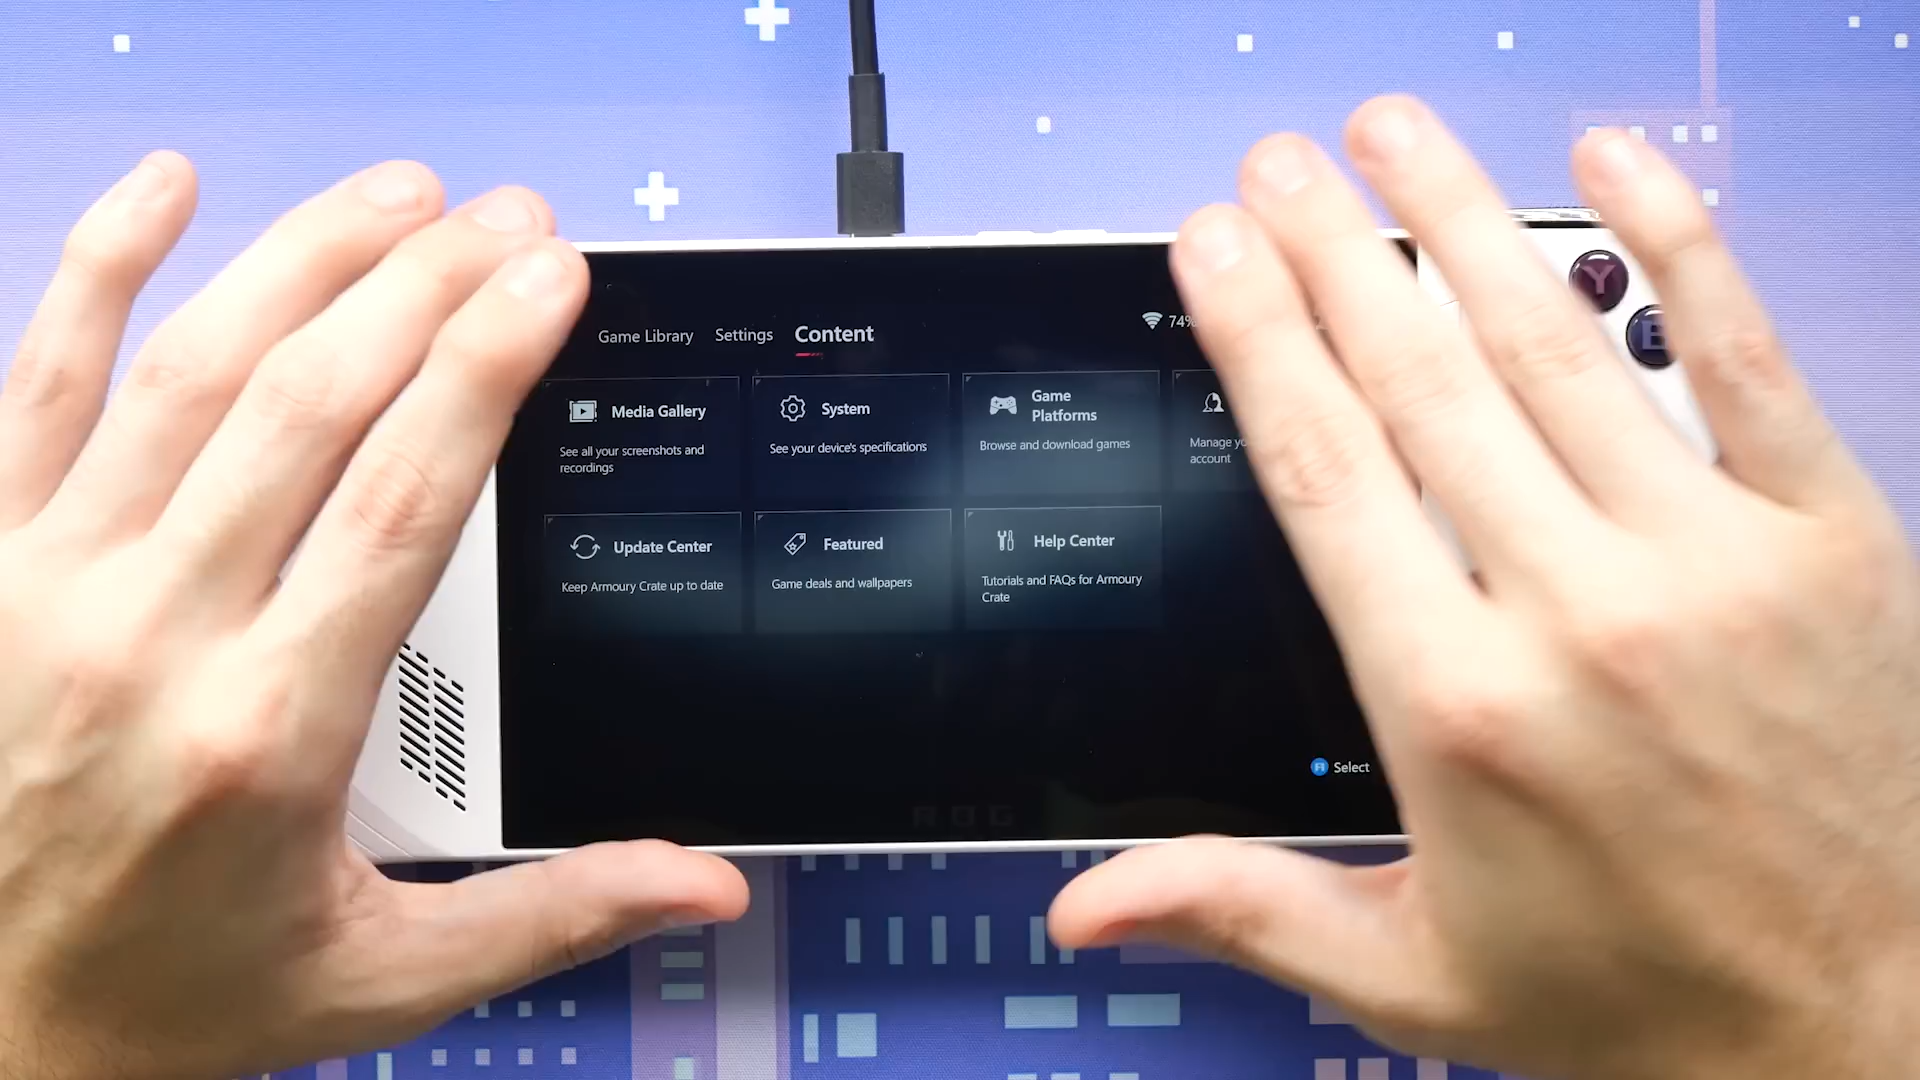 Game Library Settings Content
74%
Media Gallery
See all your screenshots and
recordings
System
See your device's specifications
Game
Platforms
Browse and download games
Manage
account
Update Center
Keep Armoury Crate up to date
Featured
Game deals and wallpapers
Help Center
Tutorials and FAQs for Armoury
Crate
Select
ROG
Y
B